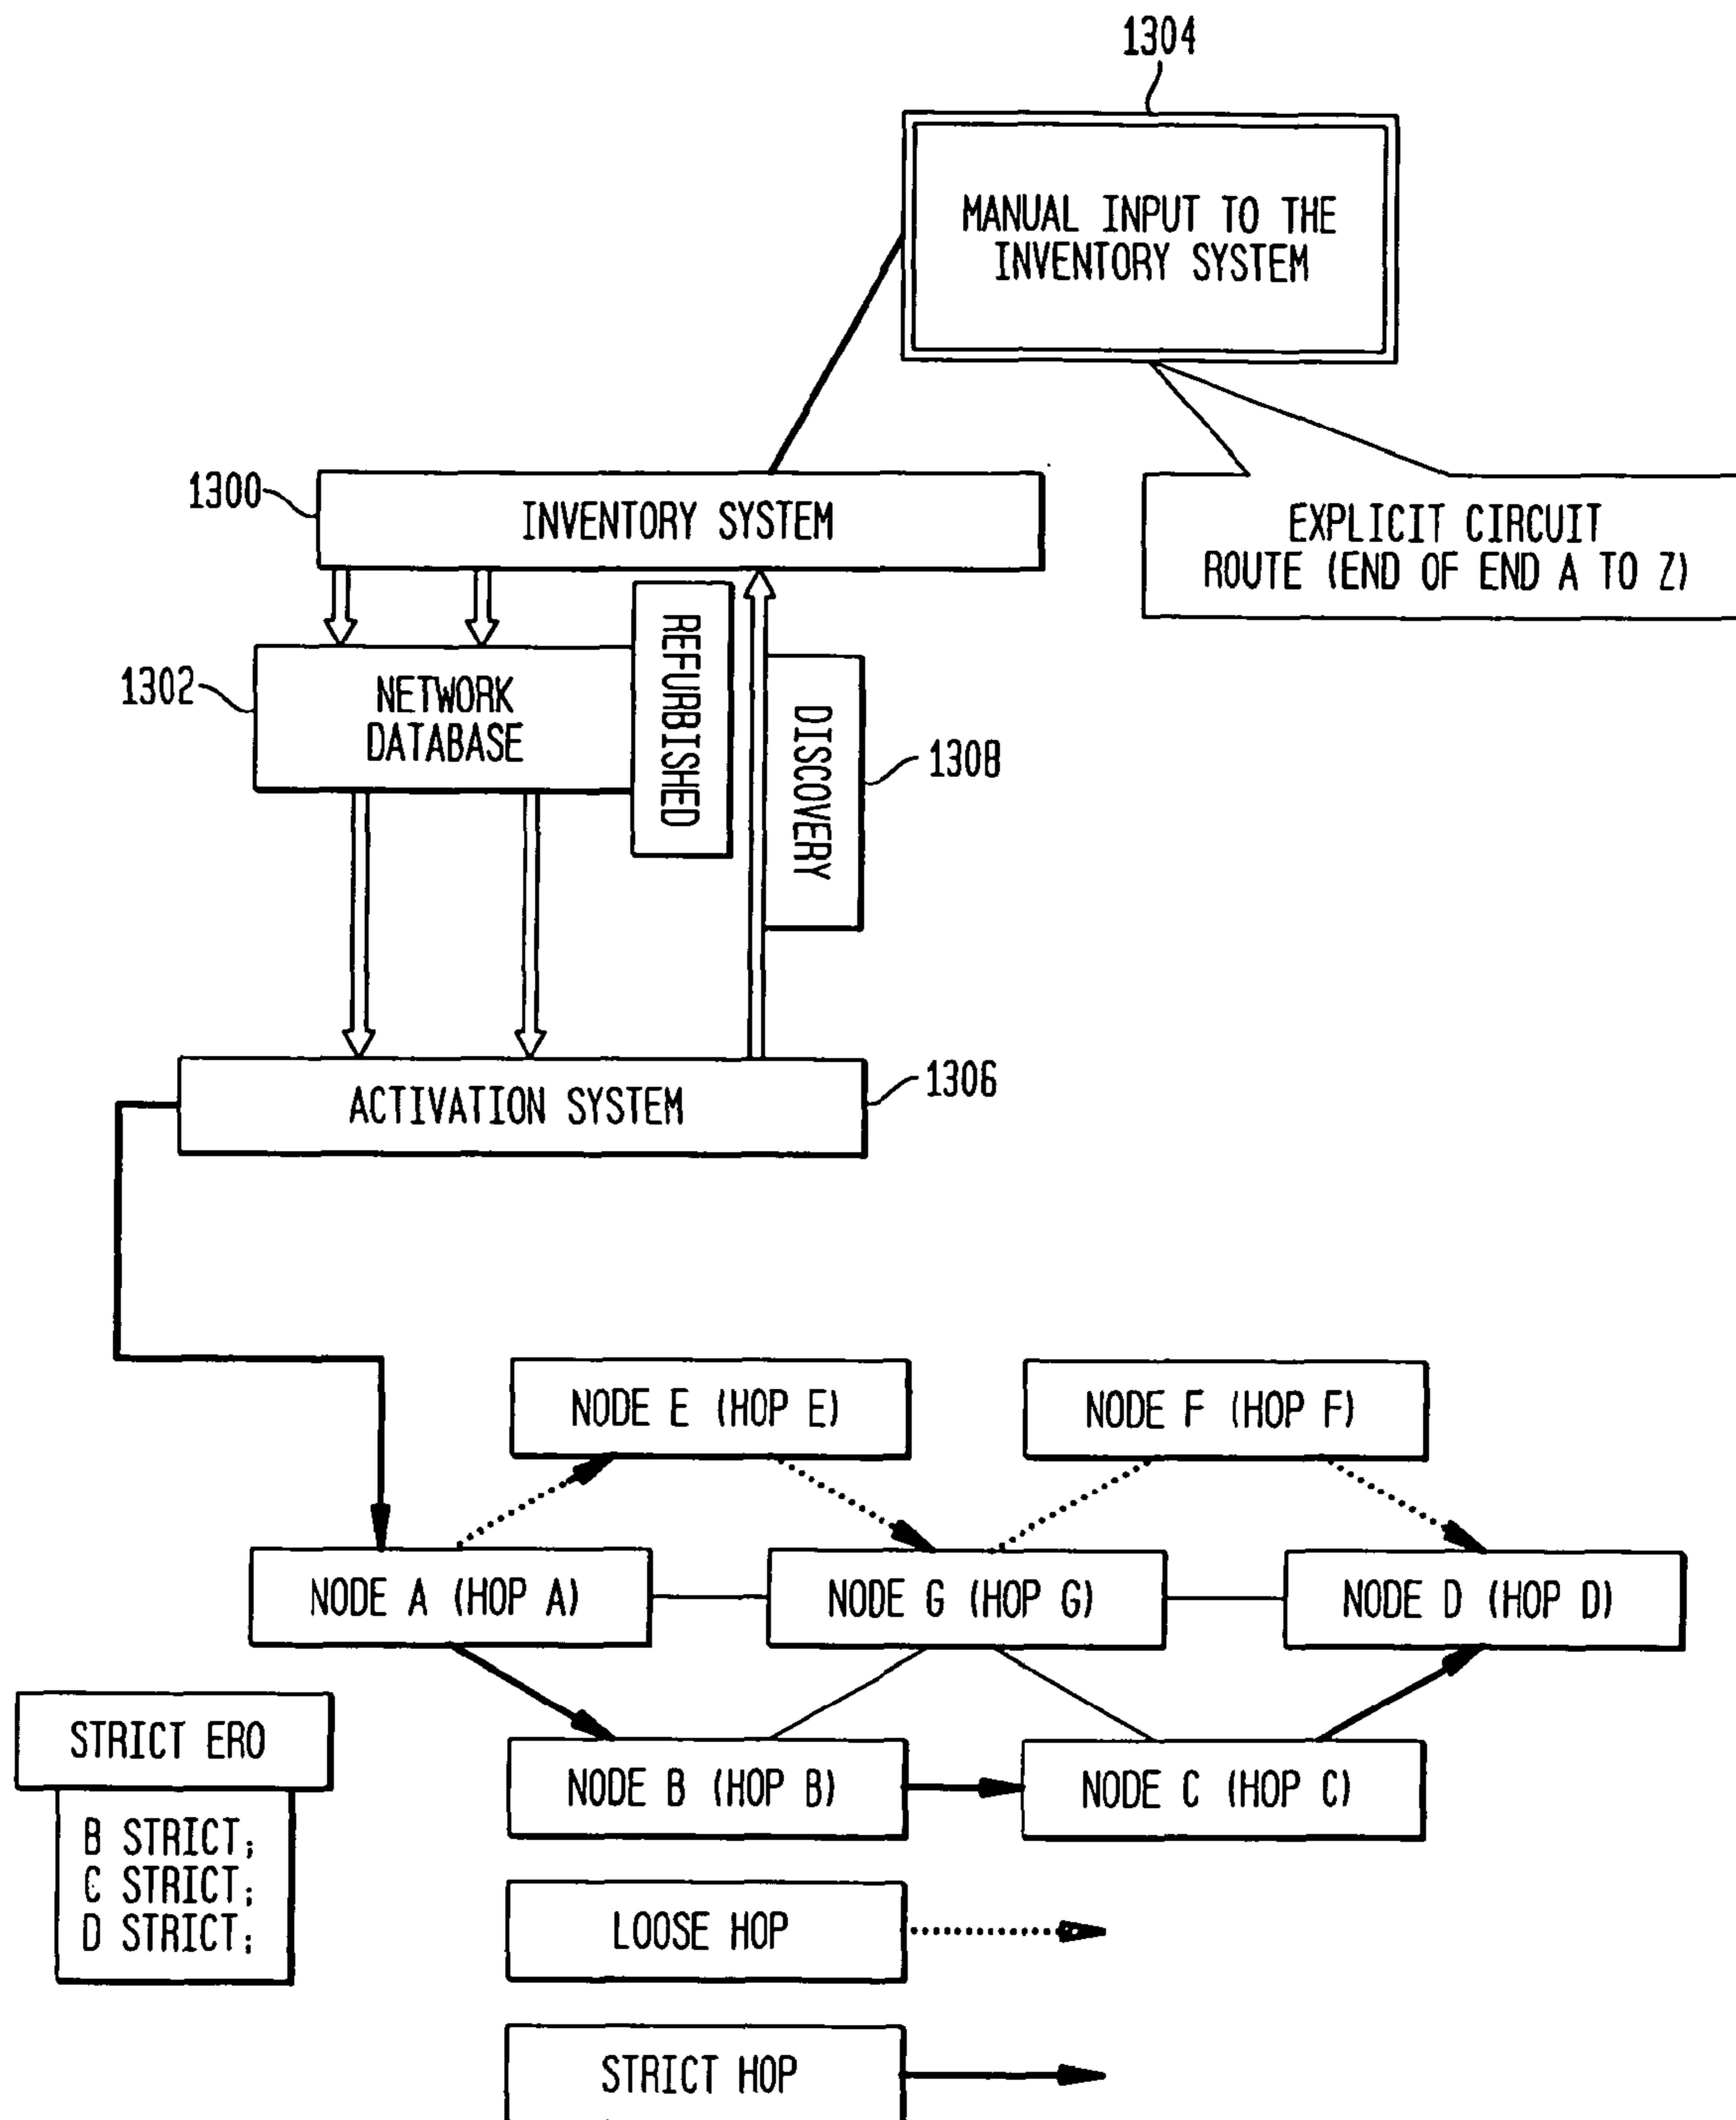 1304
MANUAL INPUT TO THE
INVENTORY SYSTEM
1300
INVENTORY SYSTEM
EXPLICIT CIRCUIT
ROUTE (END OF END A TO Z)
1302
NETWORK
DATABASE
REFURBISHED
DISCOVERY
1308
ACTIVATION SYSTEM
1306
NODE E (HOP E)
NODE F (HOP F)
NODE A (HOP A)
NODE G (HOP G)
NODE D (HOP D)
STRICT ERO
B STRICT;
C STRICT;
D STRICT;
NODE B (HOP B)
NODE C (HOP C)
LOOSE HOP
STRICT HOP